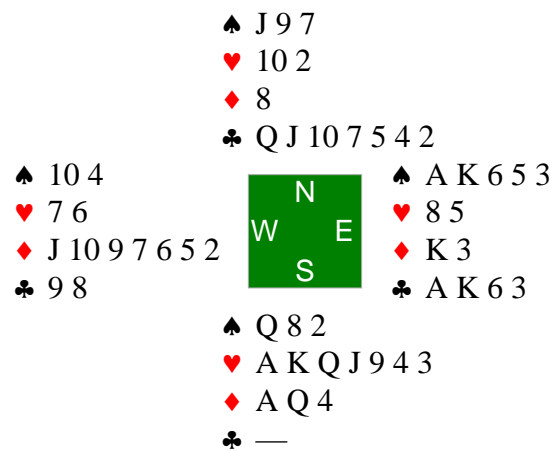 ♠ J 9 7
♥ 10 2
♦ 8
♣ Q J 10 7 5 4 2
♠ 10 4
♥ 7 6
♦ J 10 9 7 6 5 2
♣ 9 8
N
W E
S
♠ A K 6 5 3
♥ 8 5
♦ K 3
♣ A K 6 3
♠ Q 8 2
♥ A K Q J 9 4 3
♦ A Q 4
♣ —